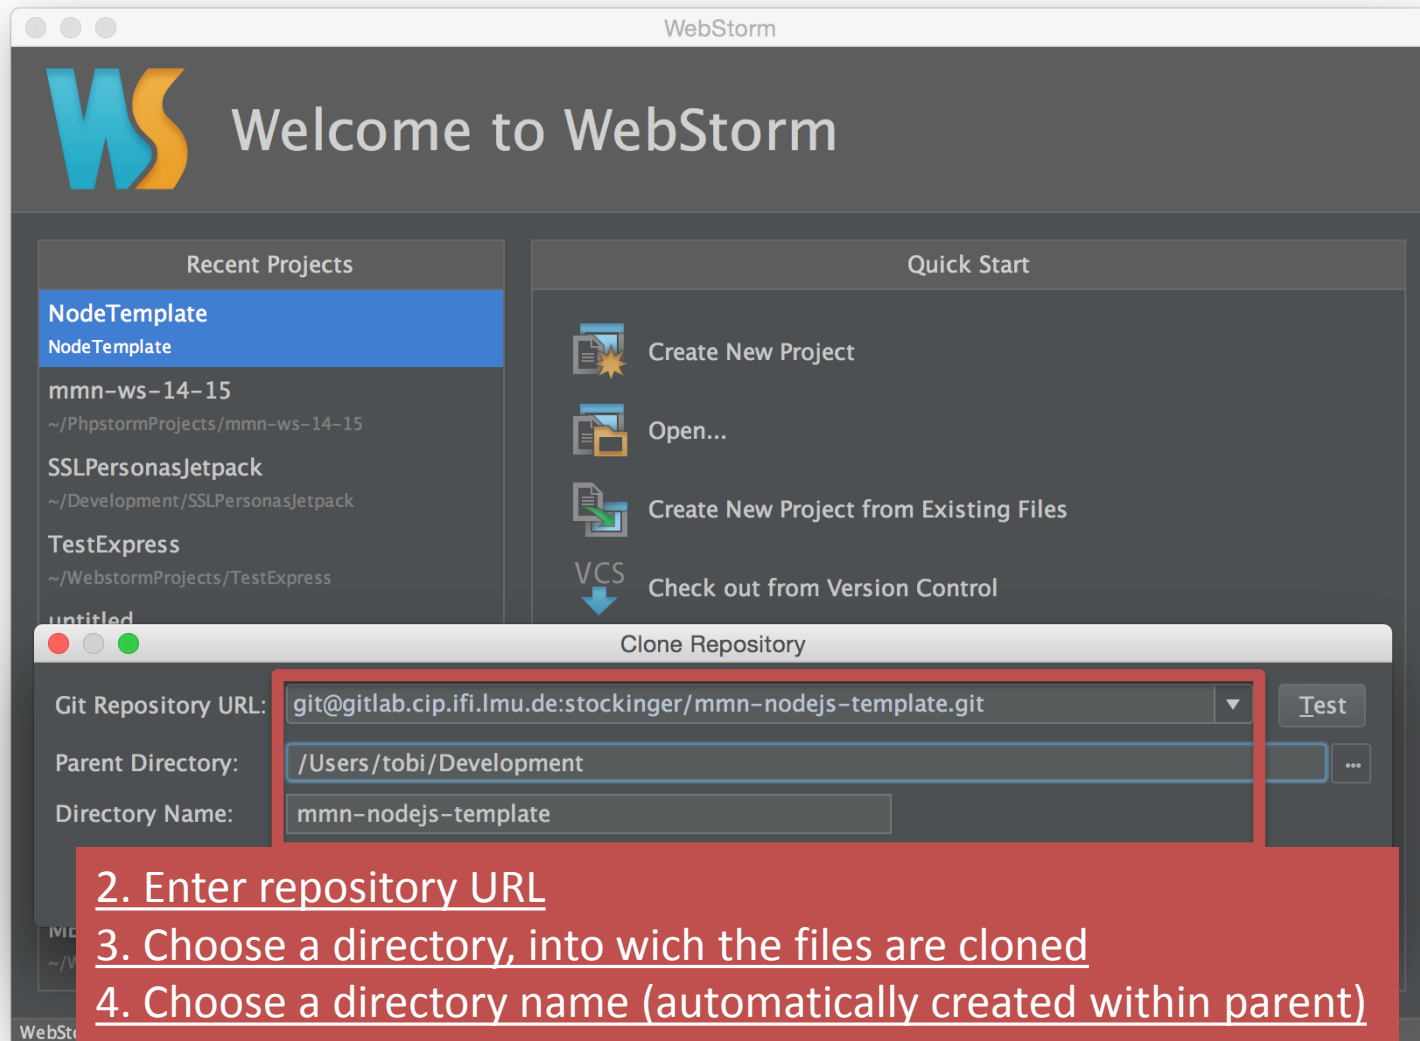 WebStorm
WS
Welcome to WebStorm
Recent Projects
NodeTemplate
NodeTemplate
mmn-ws-14-15
~/PhpstormProjects/mmn-ws-14-15
SSLPersonasJetpack
~/Development/SSLPersonasJetpack
TestExpress
~/WebstormProjects/TestExpress
untitled
Quick Start
Create New Project
Open...
Create New Project from Existing Files
VCS
Check out from Version Control
Clone Repository
Git Repository URL: git@gitlab.cip.ifi.lmu.de:stockinger/mmn-nodejs-template.git Test
Parent Directory: /Users/tobi/Development ...
Directory Name: mmn-nodejs-template
2. Enter repository URL
3. Choose a directory, into wich the files are cloned
4. Choose a directory name (automatically created within parent)